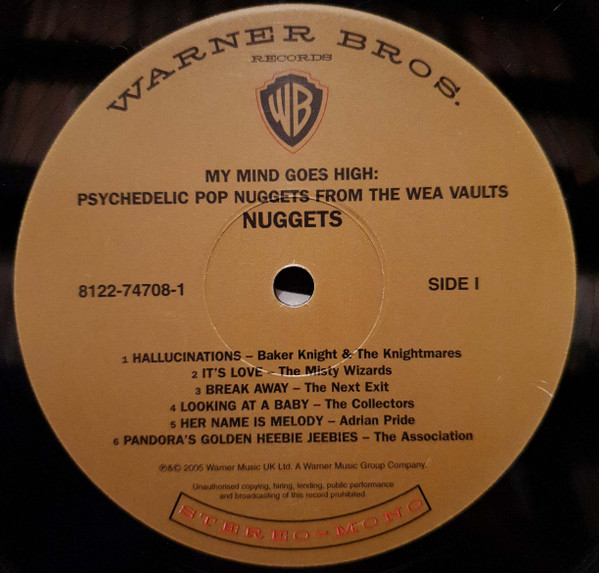 WARNER BROS.
RECORDS
WB
MY MIND GOES HIGH:
PSYCHEDELIC POP NUGGETS FROM THE WEA VAULTS
NUGGETS
8122-74708-1
SIDE I
1 HALLUCINATIONS – Baker Knight & The Knightmares
2 IT'S LOVE – The Misty Wizards
3 BREAK AWAY – The Next Exit
4 LOOKING AT A BABY – The Collectors
5 HER NAME IS MELODY – Adrian Pride
6 PANDORA'S GOLDEN HEEBIE JEEBIES – The Association
℗&© 2005 Warner Music UK Ltd. A Warner Music Group Company.
Unauthorised copying, hiring, lending, public performance
and broadcasting of this record prohibited.
STEREO-MONO